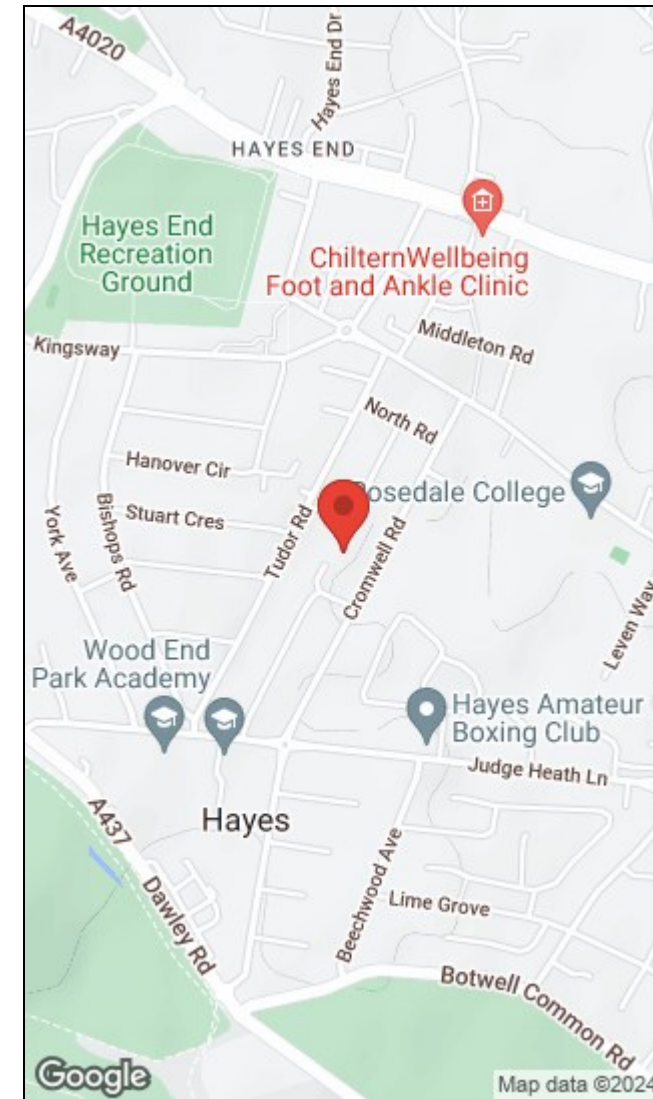 A4020
Hayes End Dr
HAYES END
Hayes End
Recreation
Ground
ChilternWellbeing
Foot and Ankle Clinic
Kingsway
Middleton Rd
North Rd
Hanover Cir
osedale College
Stuart Cres
York Ave
Bishops Rd
Tudor Rd
Cromwell Rd
Leven Way
Wood End
Park Academy
Hayes Amateur
Boxing Club
Judge Heath Ln
A437
Hayes
Dawley Rd
Beechwood Ave
Lime Grove
Botwell Common Rd
Google
Map data ©2024